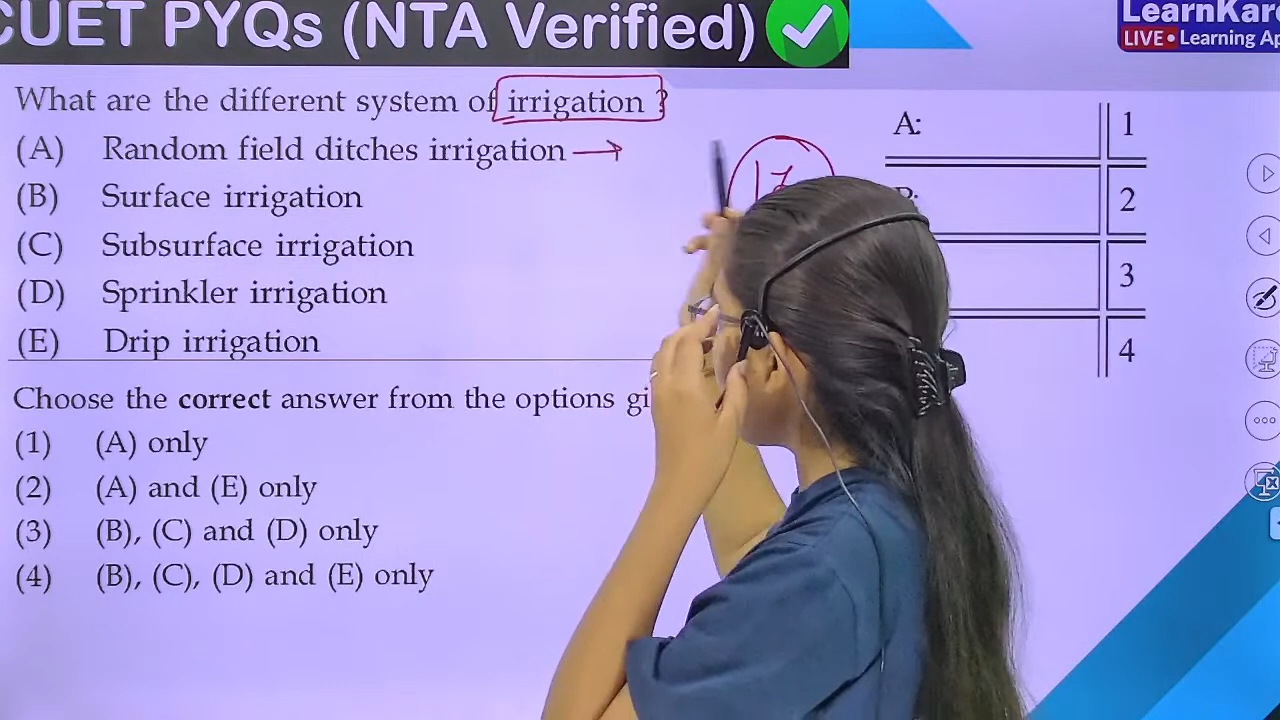 CUET PYQs (NTA Verified)
LearnKar
LIVE • Learning Ap
What are the different system of irrigation ?
(A) Random field ditches irrigation →
(B) Surface irrigation
(C) Subsurface irrigation
(D) Sprinkler irrigation
(E) Drip irrigation
Choose the correct answer from the options gi
(1) (A) only
(2) (A) and (E) only
(3) (B), (C) and (D) only
(4) (B), (C), (D) and (E) only
A: 1
2
3
4